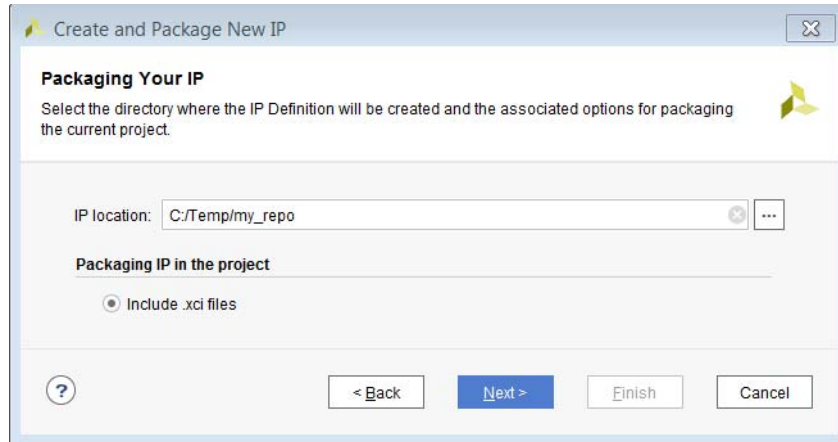 Create and Package New IP
Packaging Your IP
Select the directory where the IP Definition will be created and the associated options for packaging
the current project.
IP location: C:/Temp/my_repo ...
Packaging IP in the project
Include .xci files
? < Back Next > Finish Cancel